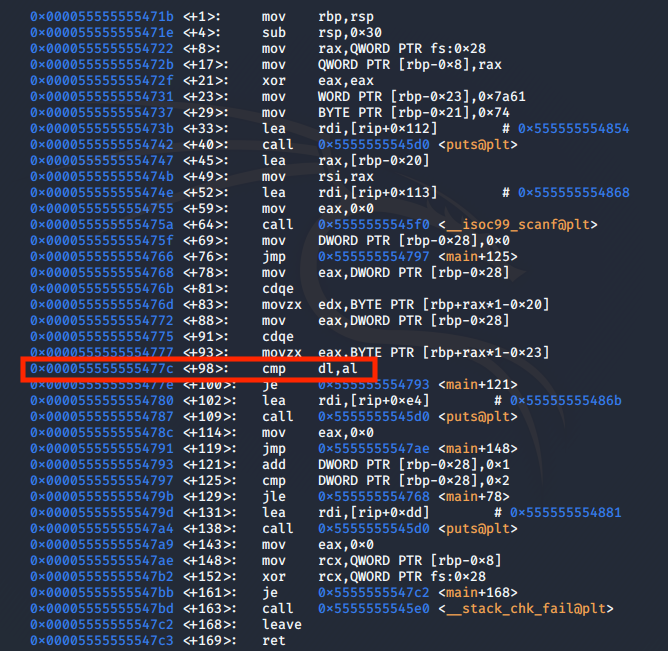 0×000055555555471b <+1>: mov rbp,rsp
0×000055555555471e <+4>: sub rsp,0×30
0×0000555555554722 <+8>: mov rax,QWORD PTR fs:0×28
0×000055555555472b <+17>: mov QWORD PTR [rbp-0×8],rax
0×000055555555472f <+21>: xor eax,eax
0×0000555555554731 <+23>: mov WORD PTR [rbp-0×23],0×7a61
0×0000555555554737 <+29>: mov BYTE PTR [rbp-0×21],0×74
0×000055555555473b <+33>: lea rdi,[rip+0×112] # 0×555555554854
0×0000555555554742 <+40>: call 0×5555555545d0 <puts@plt>
0×0000555555554747 <+45>: lea rax,[rbp-0×20]
0×000055555555474b <+49>: mov rsi,rax
0×000055555555474e <+52>: lea rdi,[rip+0×113] # 0×555555554868
0×0000555555554755 <+59>: mov eax,0×0
0×000055555555475a <+64>: call 0×5555555545f0 <__isoc99_scanf@plt>
0×000055555555475f <+69>: mov DWORD PTR [rbp-0×28],0×0
0×0000555555554766 <+76>: jmp 0×555555554797 <main+125>
0×0000555555554768 <+78>: mov eax,DWORD PTR [rbp-0×28]
0×000055555555476b <+81>: cdqe
0×000055555555476d <+83>: movzx edx,BYTE PTR [rbp+rax*1-0×20]
0×0000555555554772 <+88>: mov eax,DWORD PTR [rbp-0×28]
0×0000555555554775 <+91>: cdqe
0×0000555555554777 <+93>: movzx eax,BYTE PTR [rbp+rax*1-0×23]
0×000055555555477c <+98>: cmp dl,al
0×000055555555477e <+100>: je 0×555555554793 <main+121>
0×0000555555554780 <+102>: lea rdi,[rip+0×e4] # 0×55555555486b
0×0000555555554787 <+109>: call 0×5555555545d0 <puts@plt>
0×000055555555478c <+114>: mov eax,0×0
0×0000555555554791 <+119>: jmp 0×5555555547ae <main+148>
0×0000555555554793 <+121>: add DWORD PTR [rbp-0×28],0×1
0×0000555555554797 <+125>: cmp DWORD PTR [rbp-0×28],0×2
0×000055555555479b <+129>: jle 0×555555554768 <main+78>
0×000055555555479d <+131>: lea rdi,[rip+0×dd] # 0×555555554881
0×00005555555547a4 <+138>: call 0×5555555545d0 <puts@plt>
0×00005555555547a9 <+143>: mov eax,0×0
0×00005555555547ae <+148>: mov rcx,QWORD PTR [rbp-0×8]
0×00005555555547b2 <+152>: xor rcx,QWORD PTR fs:0×28
0×00005555555547bb <+161>: je 0×5555555547c2 <main+168>
0×00005555555547bd <+163>: call 0×5555555545e0 <__stack_chk_fail@plt>
0×00005555555547c2 <+168>: leave
0×00005555555547c3 <+169>: ret